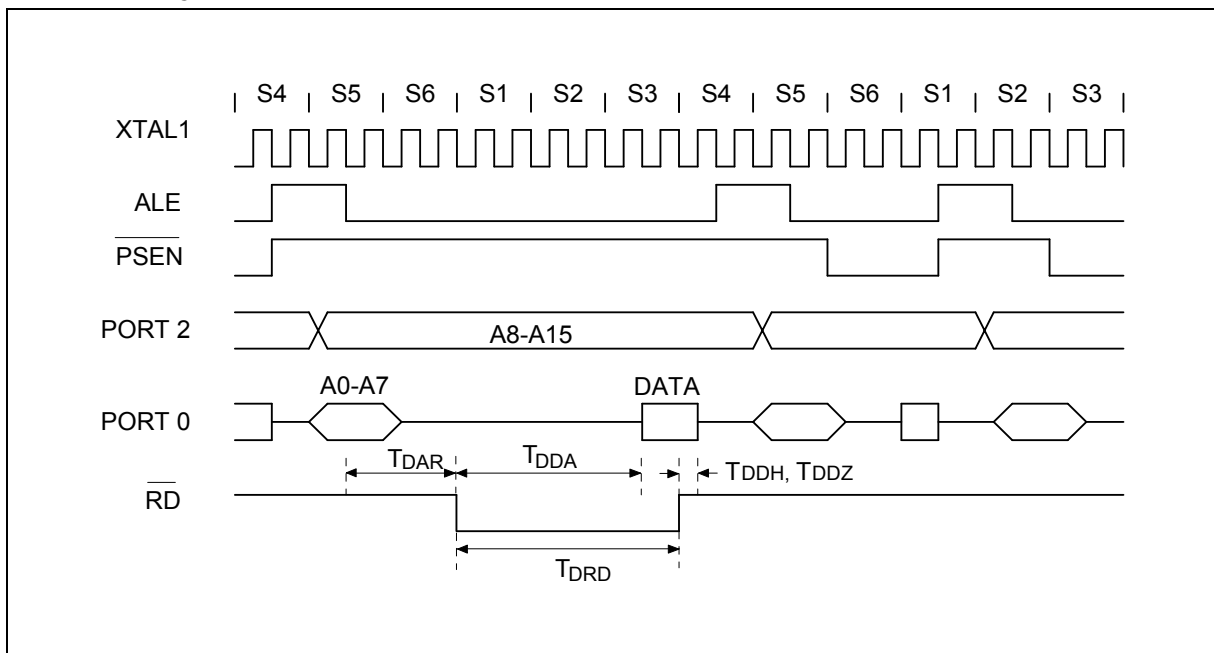 S4 S5 S6 S1 S2 S3 S4 S5 S6 S1 S2 S3
XTAL1
ALE
PSEN
PORT 2 A8-A15
A0-A7 DATA
PORT 0
TDAR TDDA TDDH, TDDZ
RD
TDRD